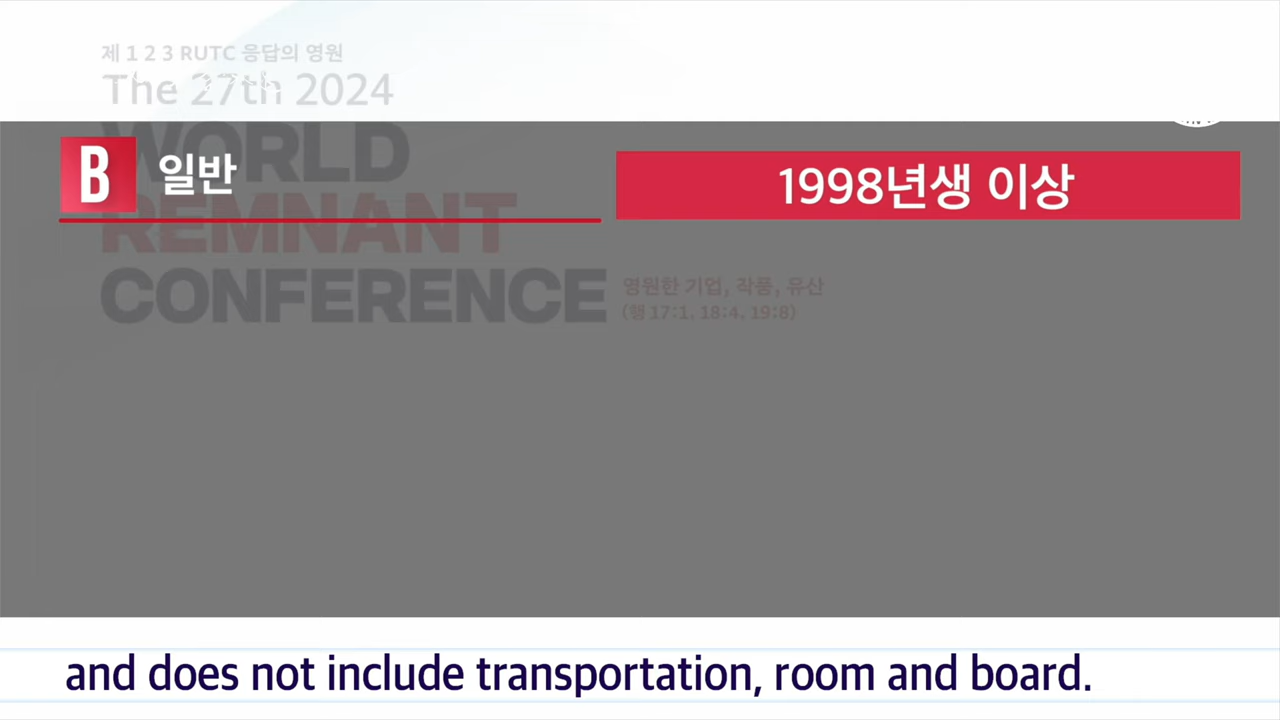 제 1 2 3 RUTC 응답의 영원
The 27th 2024
WORLD
REMNANT
CONFERENCE
영원한 기업, 작품, 유산
(행 17:1, 18:4, 19:8)
B 일반
1998년생 이상
and does not include transportation, room and board.